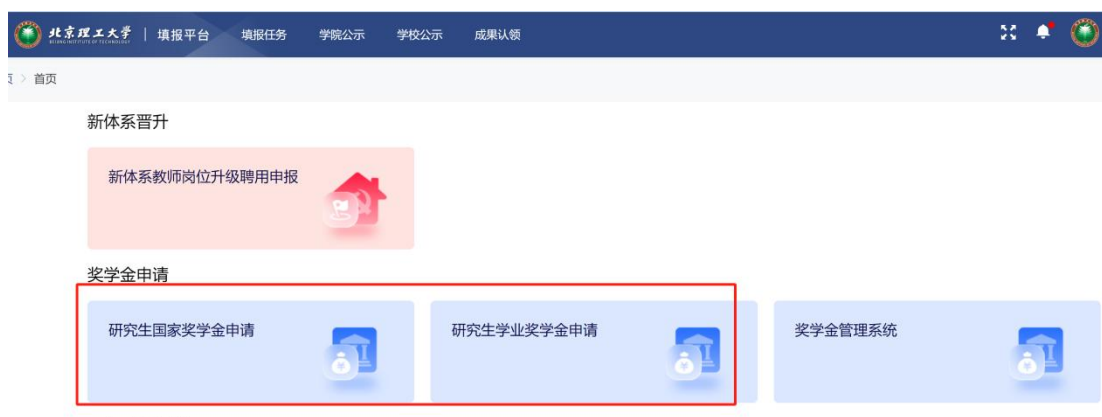 北京理工大学 | 填报平台 填报任务 学院公示 学校公示 成果认领
页 > 首页
新体系晋升
新体系教师岗位升级聘用申报
奖学金申请
研究生国家奖学金申请 研究生学业奖学金申请 奖学金管理系统